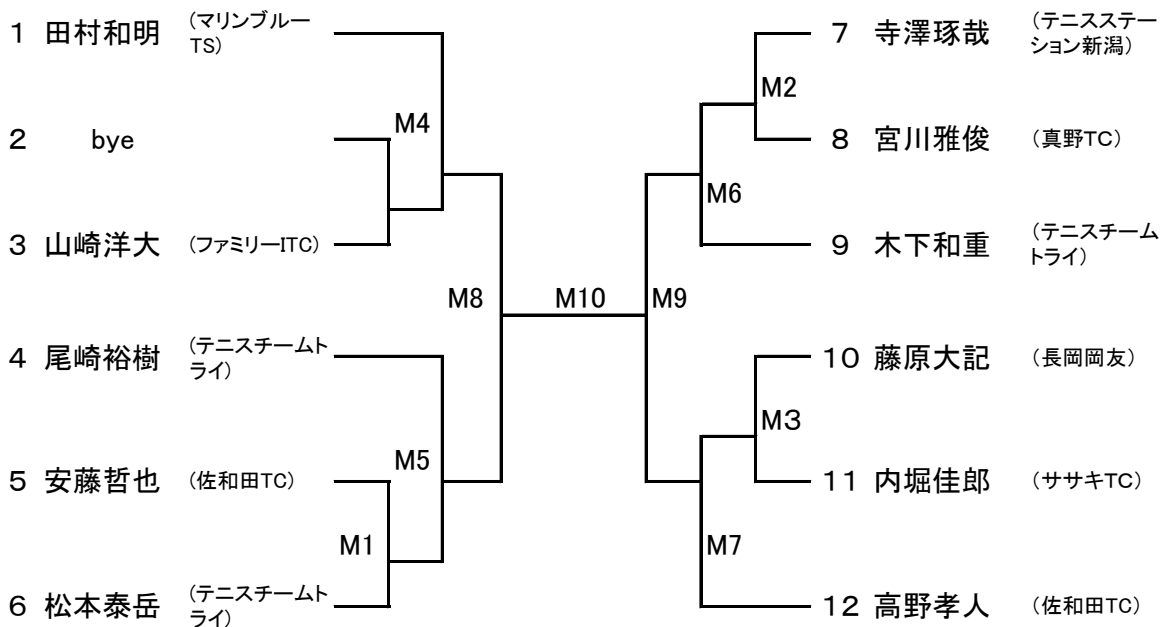 1 田村和明 (マリンブルー
TS)
M4
2 bye
3 山崎洋大 (ファミリーITC)
M8
4 尾崎裕樹 (テニスチームト
ライ)
M5
5 安藤哲也 (佐和田TC)
M1
6 松本泰岳 (テニスチームト
ライ)
M10
7 寺澤琢哉 (テニスステー
ション新潟)
M2
8 宮川雅俊 (真野TC)
M6
9 木下和重 (テニスチーム
トライ)
M9
10 藤原大記 (長岡岡友)
M3
11 内堀佳郎 (ササキTC)
M7
12 高野孝人 (佐和田TC)